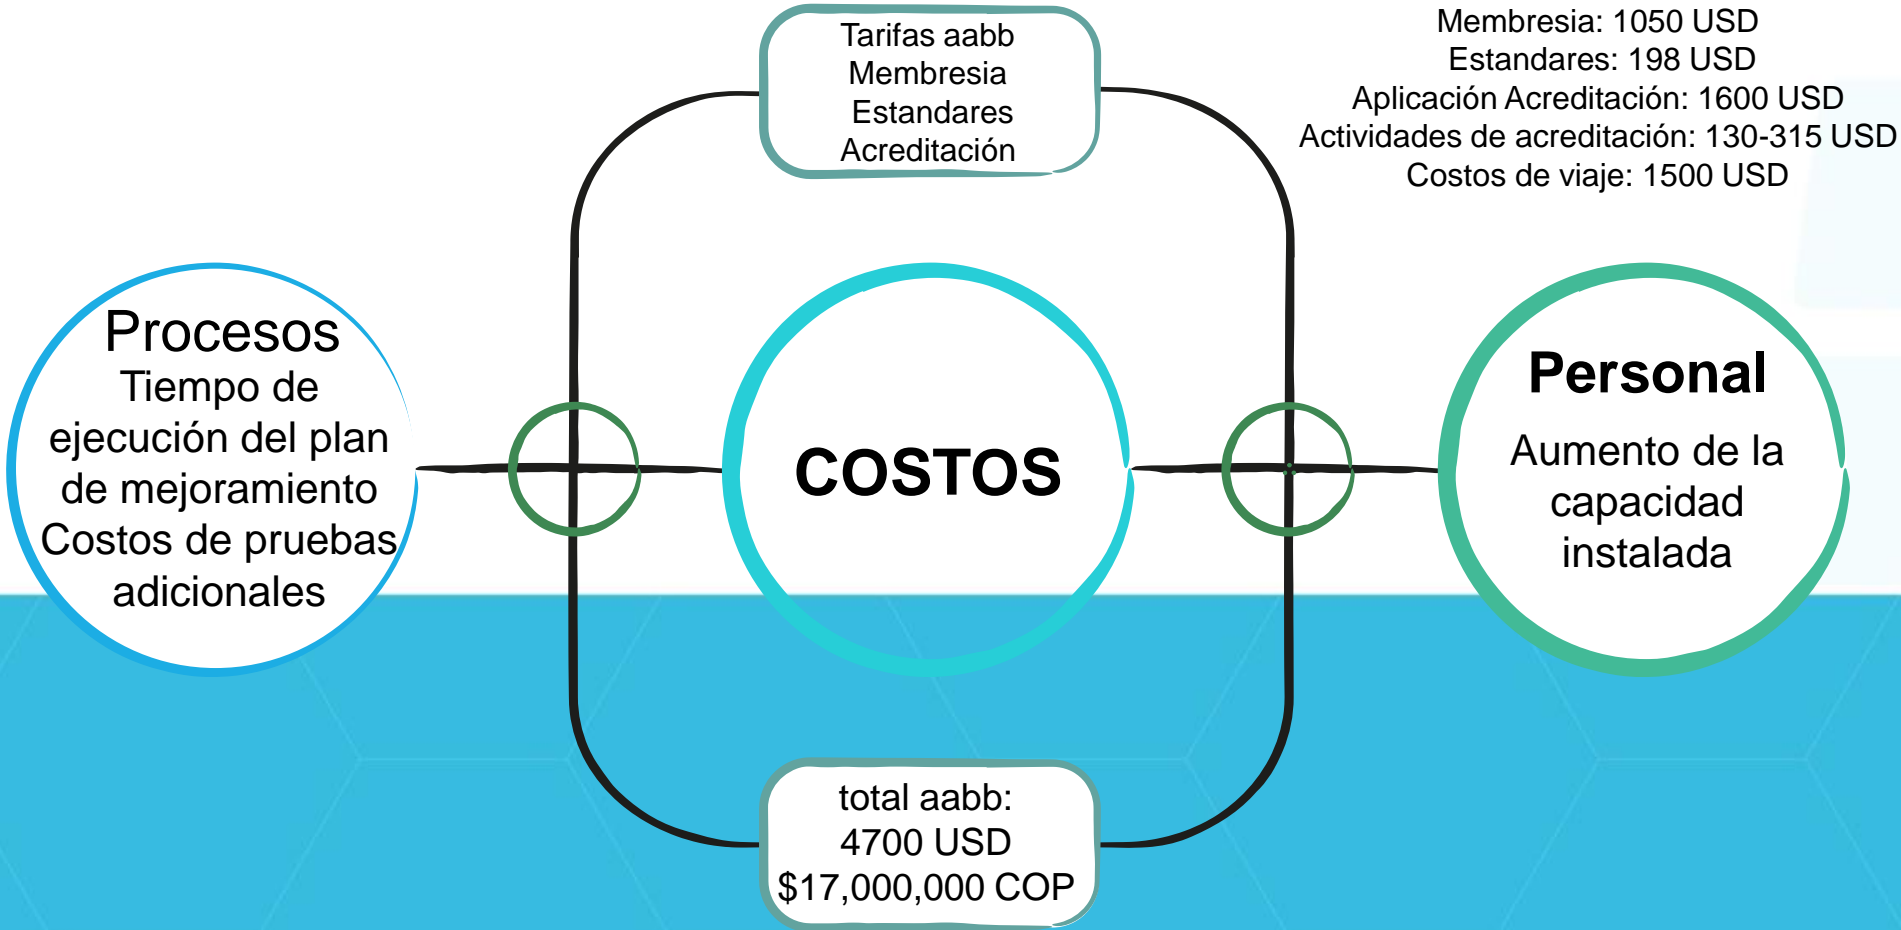 Tarifas aabb
Membresia
Estandares
Acreditación
Membresia: 1050 USD
Estandares: 198 USD
Aplicación Acreditación: 1600 USD
Actividades de acreditación: 130-315 USD
Costos de viaje: 1500 USD
Procesos
Tiempo de
ejecución del plan
de mejoramiento
Costos de pruebas
adicionales
COSTOS
Personal
Aumento de la
capacidad
instalada
total aabb:
4700 USD
$17,000,000 COP